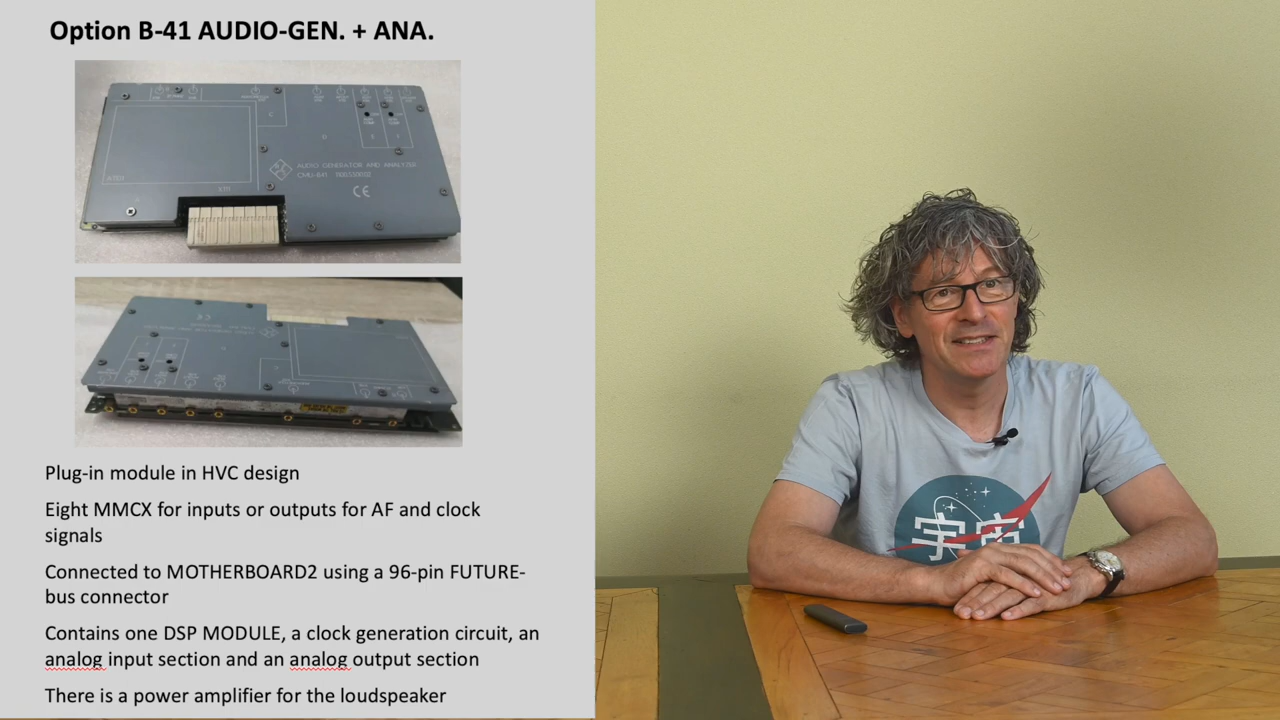 Option B-41 AUDIO-GEN. + ANA.
AUDIO GENERATOR AND ANALYZER
CMU-B41
CE
Plug-in module in HVC design
Eight MMCX for inputs or outputs for AF and clock
signals
Connected to MOTHERBOARD2 using a 96-pin FUTURE-
bus connector
Contains one DSP MODULE, a clock generation circuit, an
analog input section and an analog output section
There is a power amplifier for the loudspeaker
宇宙